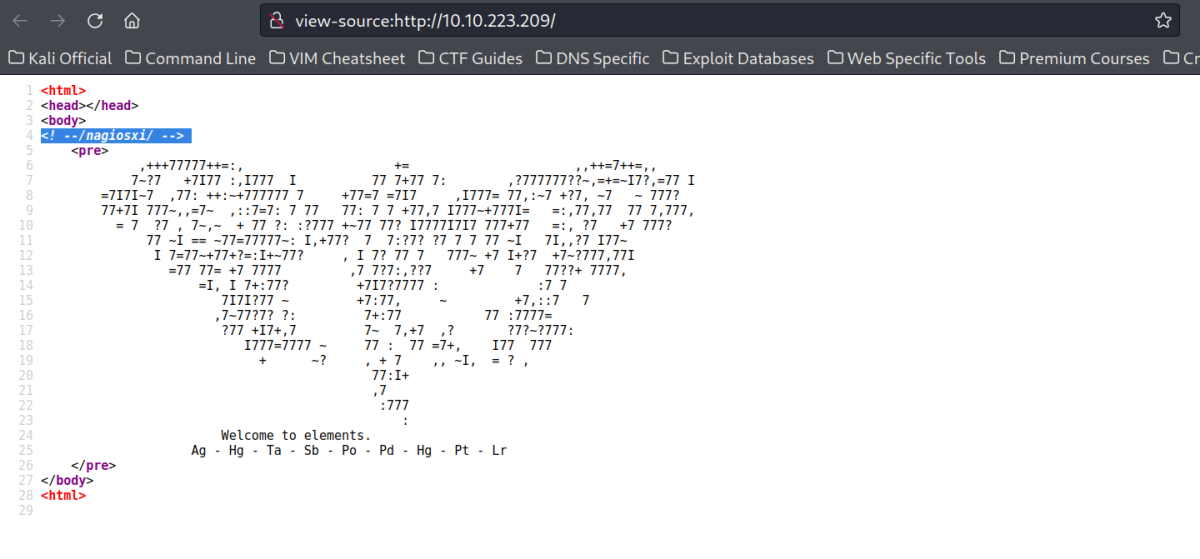 view-source:http://10.10.223.209/
Kali Official Command Line VIM Cheatsheet CTF Guides DNS Specific Exploit Databases Web Specific Tools Premium Courses Cr
1 <html>
2 <head></head>
3 <body>
4 <! --/nagiosxi/ -->
5     <pre>
6              ,+++77777++=:,                    +=                      ,,++=7++=,,
7            7~?7   +7I77 :,I777  I          77 7+77 7:        ,?777777??~,=+=~I7?,=77 I
8        =7I7I~7  ,77: ++:~+777777 7     +77=7 =7I7     ,I777= 77,:~7 +?7, ~7   ~ 777?
9        77+7I 777~,,=7~  ,::7=7: 7 77   77: 7 7 +77,7 I777~+777I=   =:,77,77  77 7,777,
10          = 7  ?7 , 7~,~  + 77 ?: :?777 +~77 77? I7777I7I7 777+77   =:, ?7   +7 777?
11              77 ~I == ~77=77777~: I,+77?  7  7:?7? ?7 7 7 77 ~I   7I,,?7 I77~
12               I 7=77~+77+?=:I+~77?     , I 7? 77 7   777~ +7 I+?7  +7~?777,77I
13                 =77 77= +7 7777         ,7 7?7:,??7     +7    7   77??+ 7777,
14                     =I, I 7+:77?         +7I7?7777 :             :7 7
15                        7I7I?77 ~         +7:77,     ~         +7,::7   7
16                       ,7~77?7? ?:         7+:77           77 :7777=
17                        ?77 +I7+,7         7~  7,+7  ,?       ?7?~?777:
18                           I777=7777 ~     77 :  77 =7+,    I77  777
19                             +      ~?     , + 7    ,, ~I,  = ? ,
20                                            77:I+
21                                            ,7
22                                             :777
23                                                :
24                        Welcome to elements.
25                    Ag - Hg - Ta - Sb - Po - Pd - Hg - Pt - Lr
26     </pre>
27 </body>
28 <html>
29